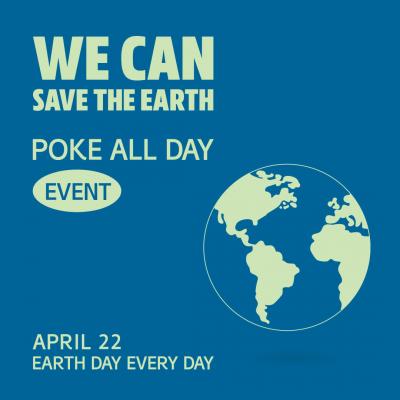 WE CAN
SAVE THE EARTH
POKE ALL DAY
EVENT
APRIL 22
EARTH DAY EVERY DAY